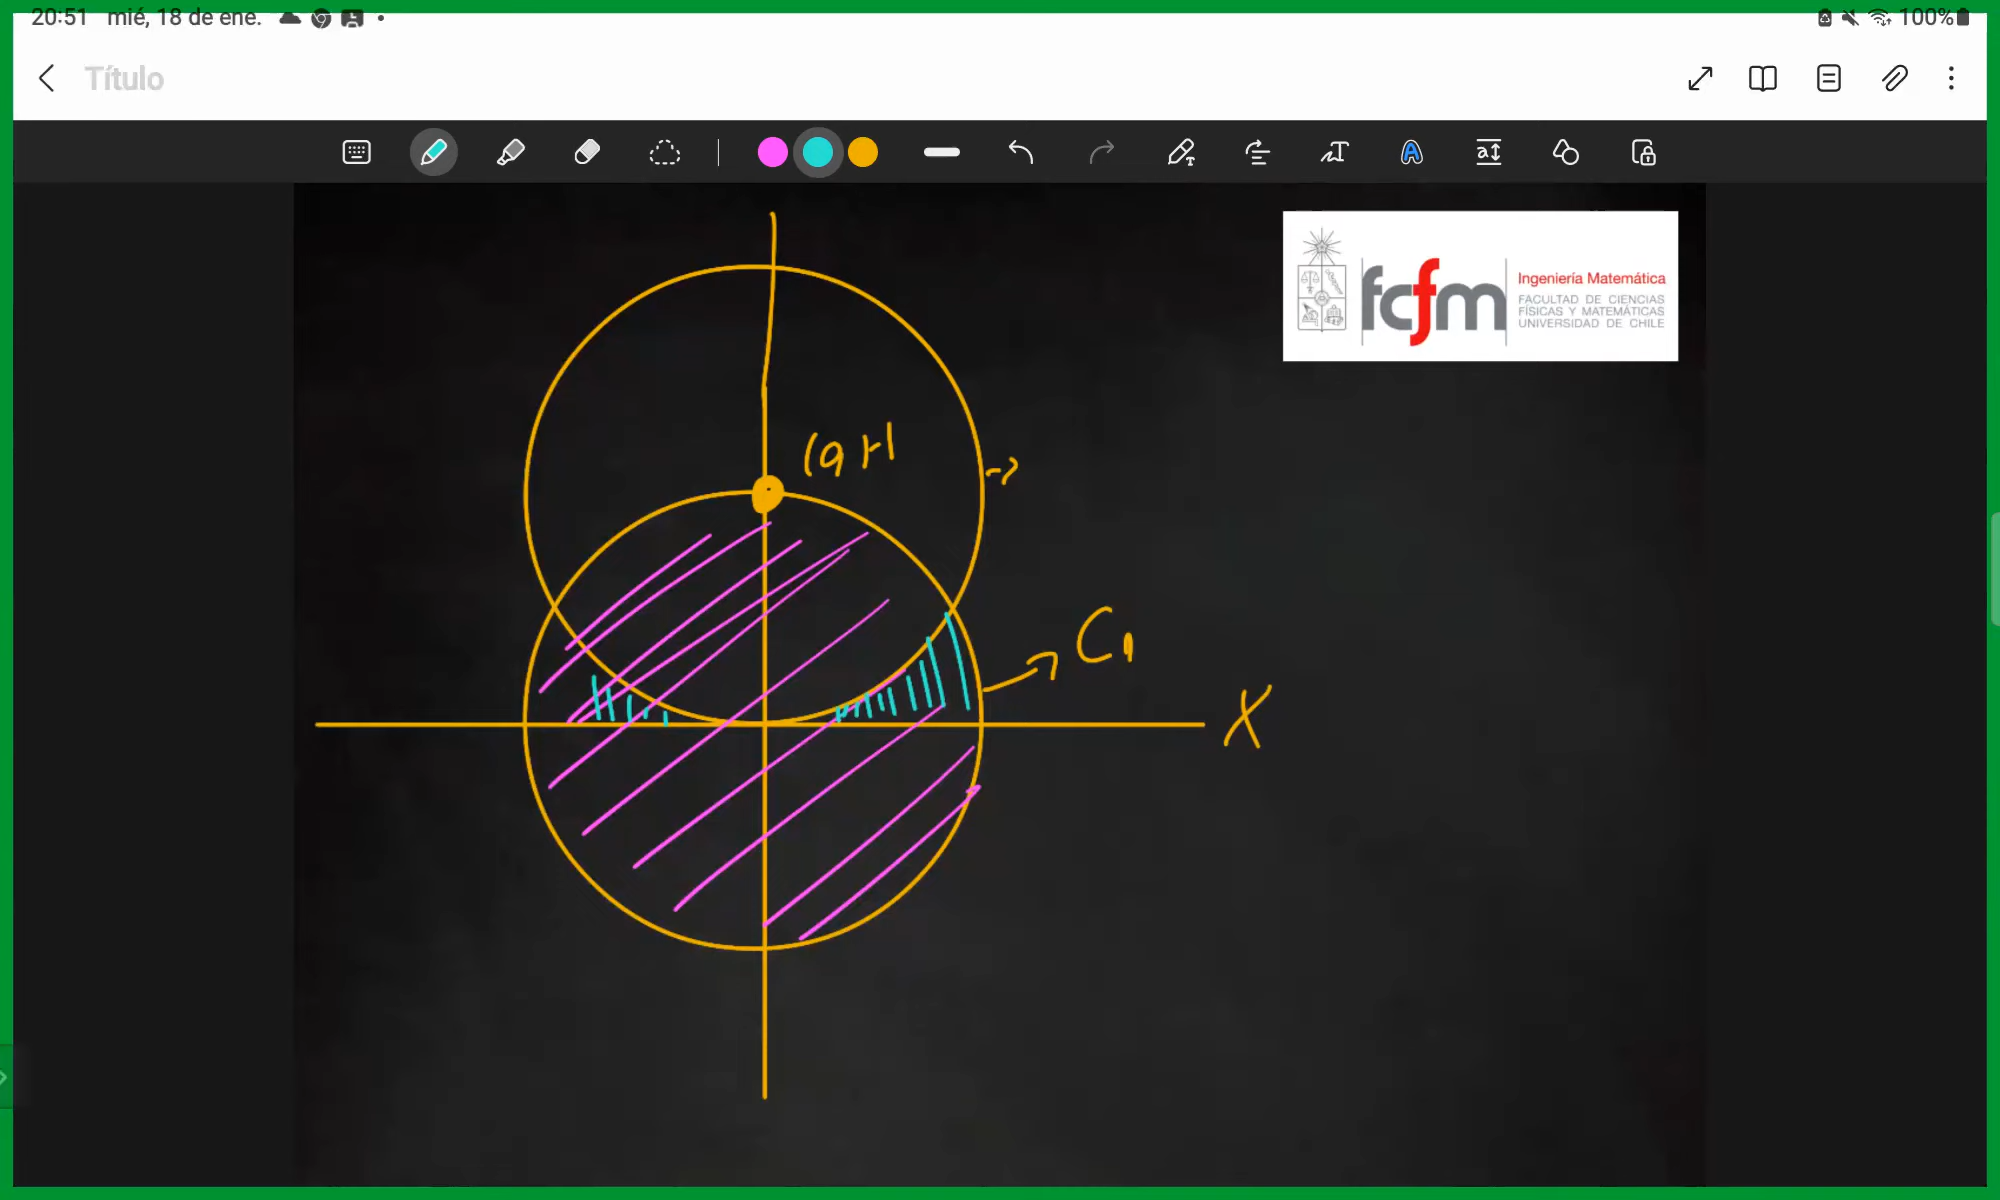 20:51 mié, 18 de ene. 100%
Título
a
A
fcfm
Ingeniería Matemática
FACULTAD DE CIENCIAS
FÍSICAS Y MATEMÁTICAS
UNIVERSIDAD DE CHILE
C1
X